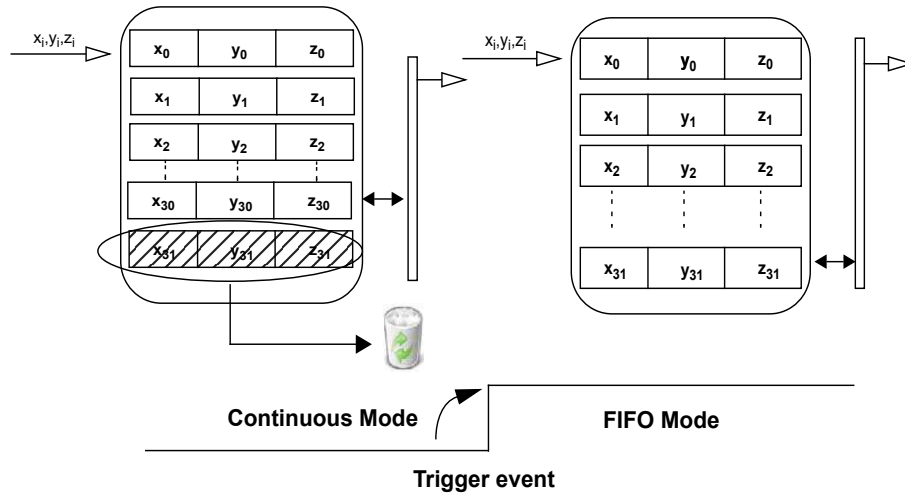 xi,yi,zi
x0 y0 z0
x1 y1 z1
x2 y2 z2
x30 y30 z30
x31 y31 z31
xi,yi,zi
x0 y0 z0
x1 y1 z1
x2 y2 z2
x31 y31 z31
Continuous Mode
FIFO Mode
Trigger event